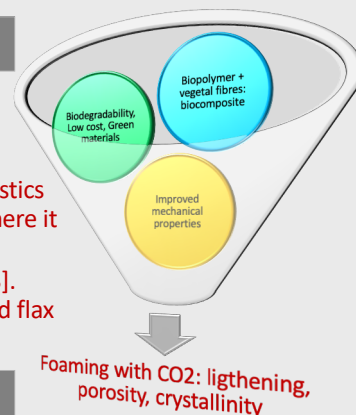 Biopolymer +
vegetal fibres:
biocomposite
Biodegradability,
Low cost, Green
materials
Improved
mechanical
properties
stics
here it
].
d flax
Foaming with CO2: ligthening,
porosity, crystallinity